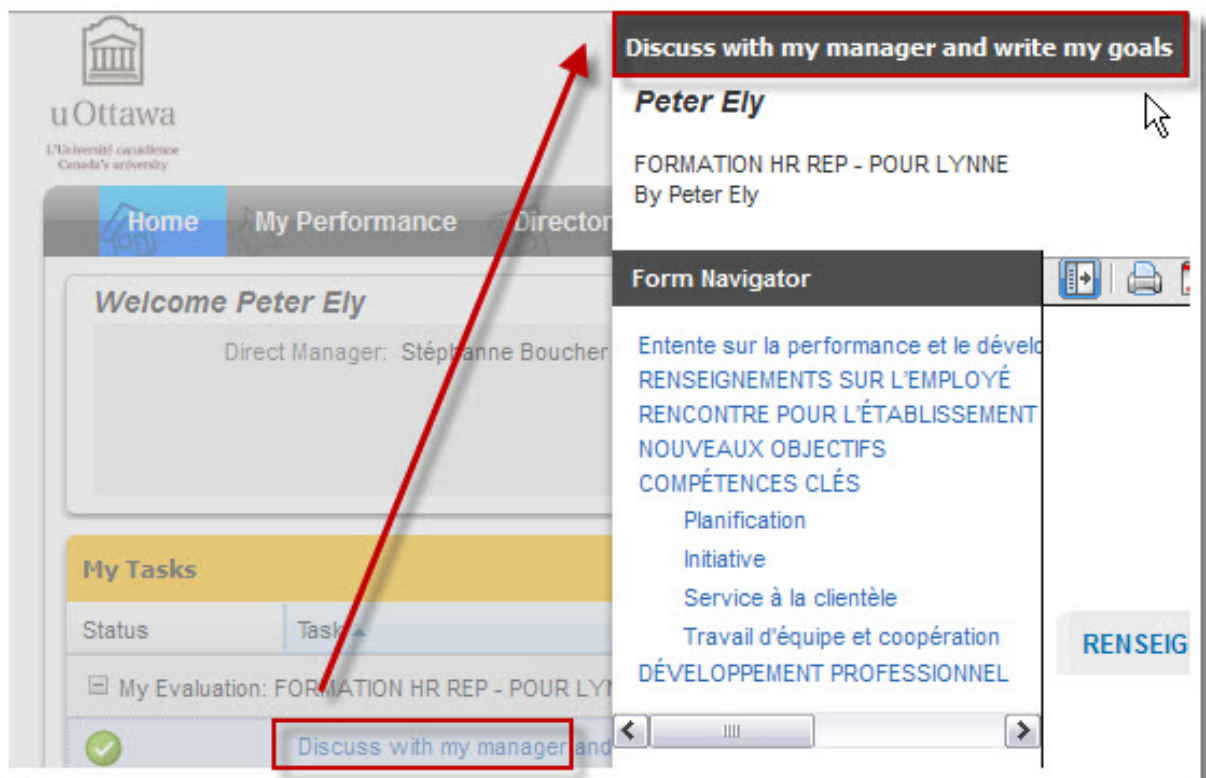 uOttawa
L'Université canadienne
Canada's university
Home My Performance Director
Welcome Peter Ely
Direct Manager: Stéphanne Boucher
My Tasks
Status Task
My Evaluation: FORMATION HR REP - POUR LYN
Discuss with my manager and
Discuss with my manager and write my goals
Peter Ely
FORMATION HR REP - POUR LYNNE
By Peter Ely
Form Navigator
Entente sur la performance et le dévelo
RENSEIGNEMENTS SUR L'EMPLOYÉ
RENCONTRE POUR L'ÉTABLISSEMENT
NOUVEAUX OBJECTIFS
COMPÉTENCES CLÉS
Planification
Initiative
Service à la clientèle
Travail d'équipe et coopération
DÉVELOPPEMENT PROFESSIONNEL
RENSEIG